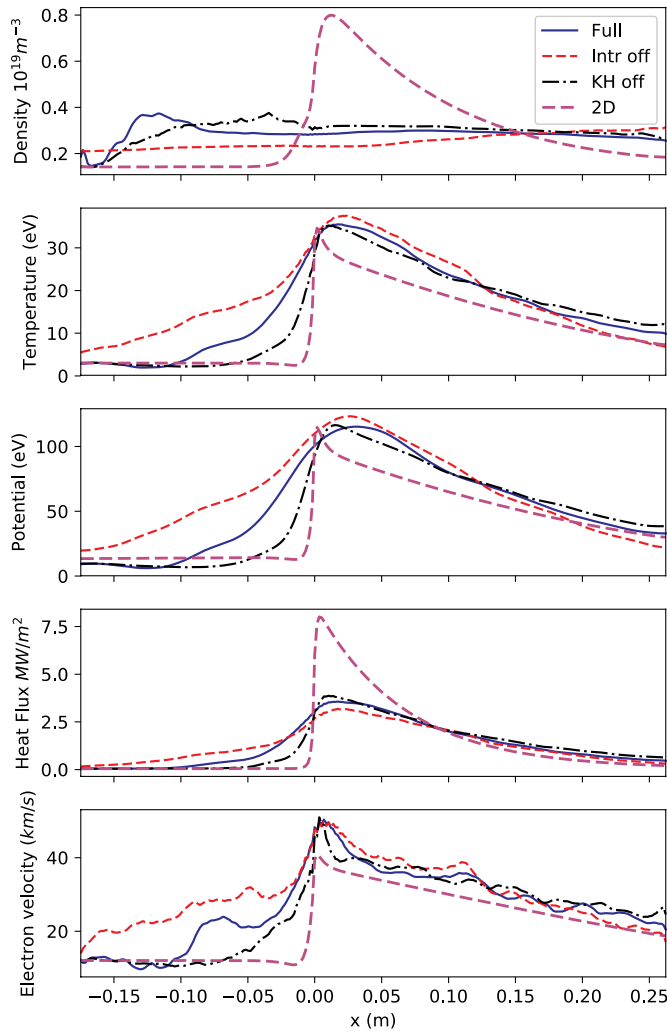 Density 10¹⁹m⁻³
0.8
0.6
0.4
0.2
Full
Intr off
KH off
2D
Temperature (eV)
30
20
10
0
Potential (eV)
100
50
0
Heat Flux MW/m²
7.5
5.0
2.5
0.0
Electron velocity (km/s)
40
20
−0.15 −0.10 −0.05 0.00 0.05 0.10 0.15 0.20 0.25
x (m)